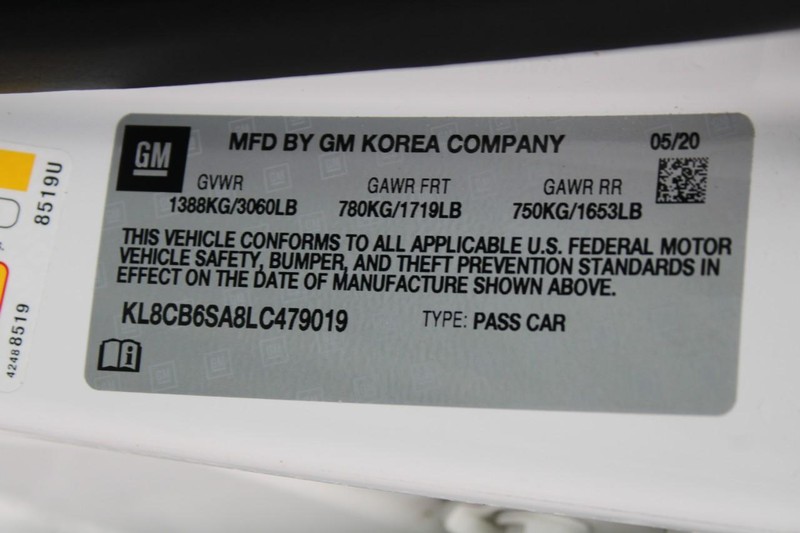 GM
MFD BY GM KOREA COMPANY
05/20
GVWR
GAWR FRT
GAWR RR
1388KG/3060LB
780KG/1719LB
750KG/1653LB
THIS VEHICLE CONFORMS TO ALL APPLICABLE U.S. FEDERAL MOTOR
VEHICLE SAFETY, BUMPER, AND THEFT PREVENTION STANDARDS IN
EFFECT ON THE DATE OF MANUFACTURE SHOWN ABOVE.
KL8CB6SA8LC479019
TYPE: PASS CAR
8519U
42488519